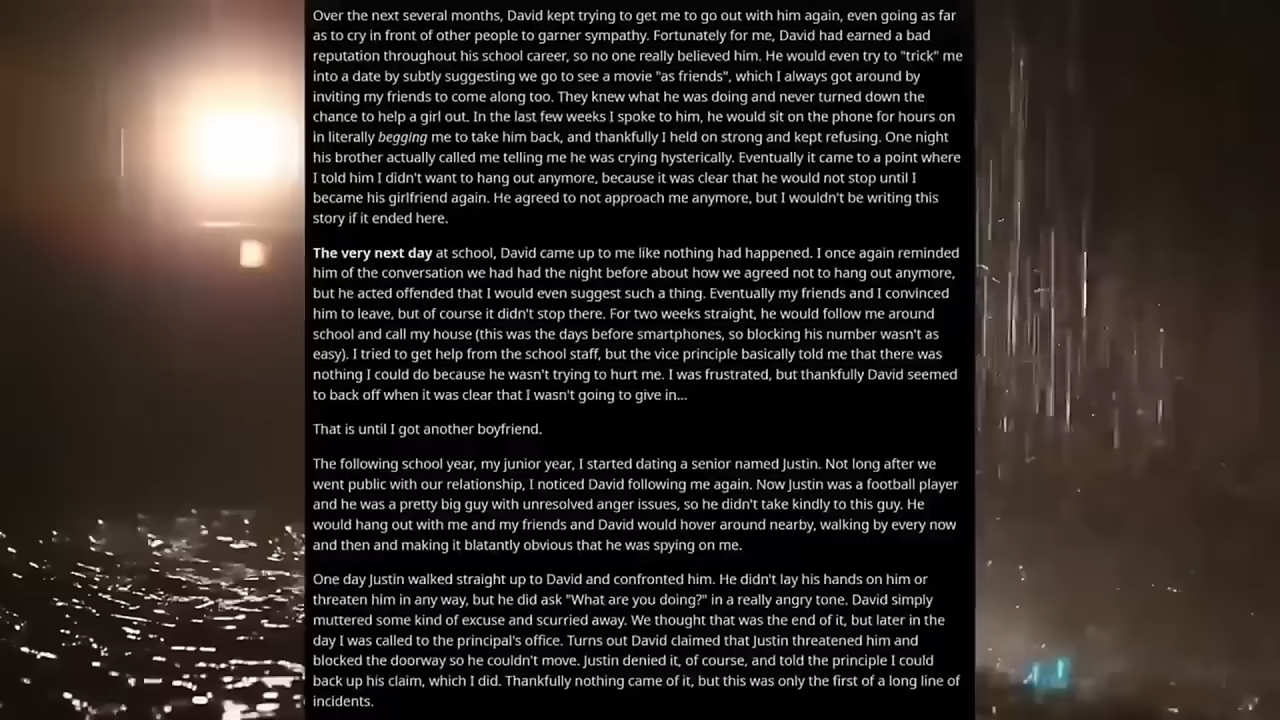 Over the next several months, David kept trying to get me to go out with him again, even going as far
as to cry in front of other people to garner sympathy. Fortunately for me, David had earned a bad
reputation throughout his school career, so no one really believed him. He would even try to "trick" me
into a date by subtly suggesting we go to see a movie "as friends", which I always got around by
inviting my friends to come along too. They knew what he was doing and never turned down the
chance to help a girl out. In the last few weeks I spoke to him, he would sit on the phone for hours on
in literally begging me to take him back, and thankfully I held on strong and kept refusing. One night
his brother actually called me telling me he was crying hysterically. Eventually it came to a point where
I told him I didn't want to hang out anymore, because it was clear that he would not stop until I
became his girlfriend again. He agreed to not approach me anymore, but I wouldn't be writing this
story if it ended here.
The very next day at school, David came up to me like nothing had happened. I once again reminded
him of the conversation we had had the night before about how we agreed not to hang out anymore,
but he acted offended that I would even suggest such a thing. Eventually my friends and I convinced
him to leave, but of course it didn't stop there. For two weeks straight, he would follow me around
school and call my house (this was the days before smartphones, so blocking his number wasn't as
easy). I tried to get help from the school staff, but the vice principle basically told me that there was
nothing I could do because he wasn't trying to hurt me. I was frustrated, but thankfully David seemed
to back off when it was clear that I wasn't going to give in...
That is until I got another boyfriend.
The following school year, my junior year, I started dating a senior named Justin. Not long after we
went public with our relationship, I noticed David following me again. Now Justin was a football player
and he was a pretty big guy with unresolved anger issues, so he didn't take kindly to this guy. He
would hang out with me and my friends and David would hover around nearby, walking by every now
and then and making it blatantly obvious that he was spying on me.
One day Justin walked straight up to David and confronted him. He didn't lay his hands on him or
threaten him in any way, but he did ask "What are you doing?" in a really angry tone. David simply
muttered some kind of excuse and scurried away. We thought that was the end of it, but later in the
day I was called to the principal's office. Turns out David claimed that Justin threatened him and
blocked the doorway so he couldn't move. Justin denied it, of course, and told the principle I could
back up his claim, which I did. Thankfully nothing came of it, but this was only the first of a long line of
incidents.